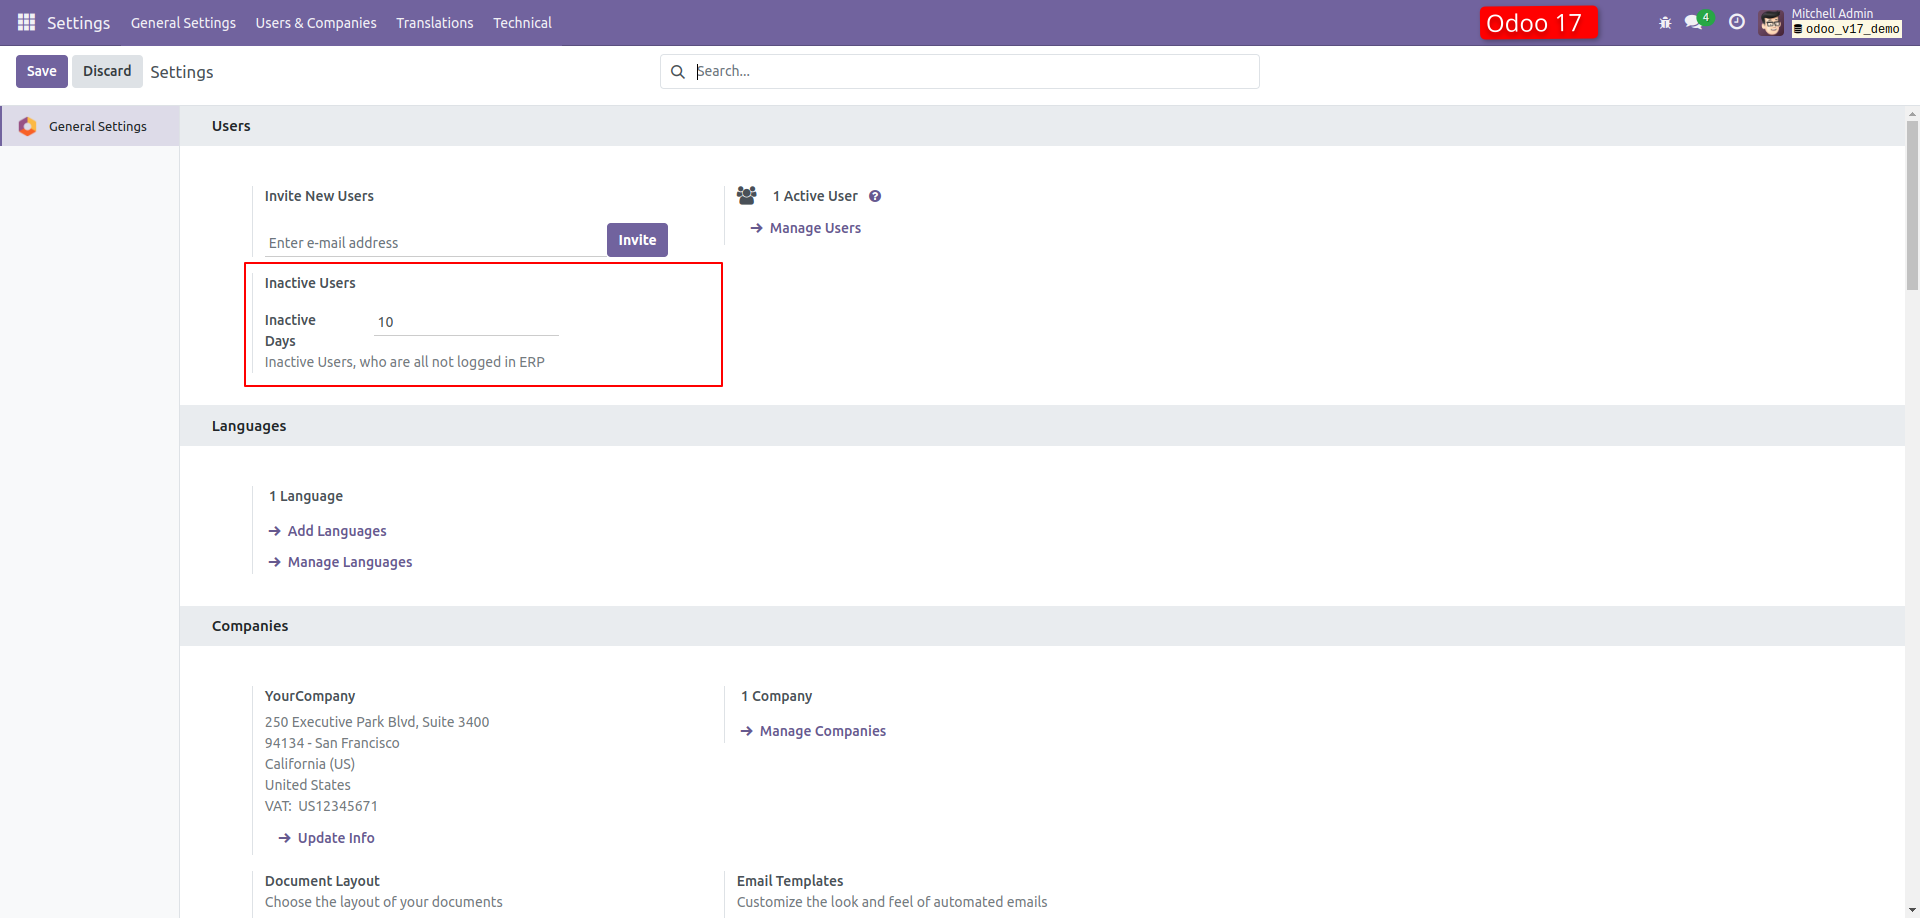 Settings General Settings Users & Companies Translations Technical Odoo 17 4 Mitchell Admin
odoo_v17_demo
Save Discard Settings Search...
General Settings
Users
Invite New Users
Enter e-mail address Invite
1 Active User ?
Manage Users
Inactive Users
Inactive Days 10
Inactive Users, who are all not logged in ERP
Languages
1 Language
Add Languages
Manage Languages
Companies
YourCompany
250 Executive Park Blvd, Suite 3400
94134 - San Francisco
California (US)
United States
VAT: US12345671
Update Info
1 Company
Manage Companies
Document Layout
Choose the layout of your documents
Email Templates
Customize the look and feel of automated emails